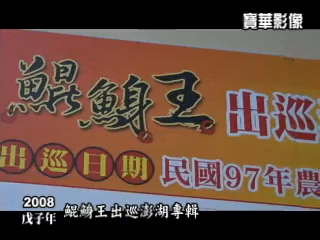 寶華影像
鯤鯓王 出巡
出巡日期 民國97年農
2008
戊子年
鯤鯓王出巡澎湖專輯